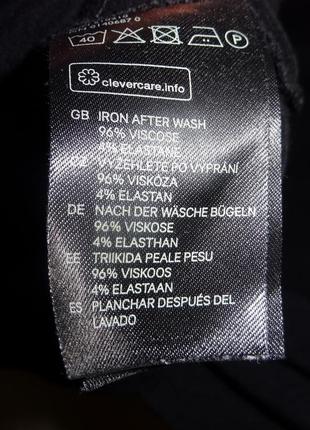 40 P
clevercare.info
GB IRON AFTER WASH
96% VISCOSE
4% ELASTANE
CZ VYŽEHLETE PO VYPRÁNÍ
96% VISKÓZA
4% ELASTAN
DE NACH DER WÄSCHE BÜGELN
96% VISKOSE
4% ELASTHAN
EE TRIIKIDA PEALE PESU
96% VISKOOS
4% ELASTAAN
ES PLANCHAR DESPUÉS DEL
LAVADO